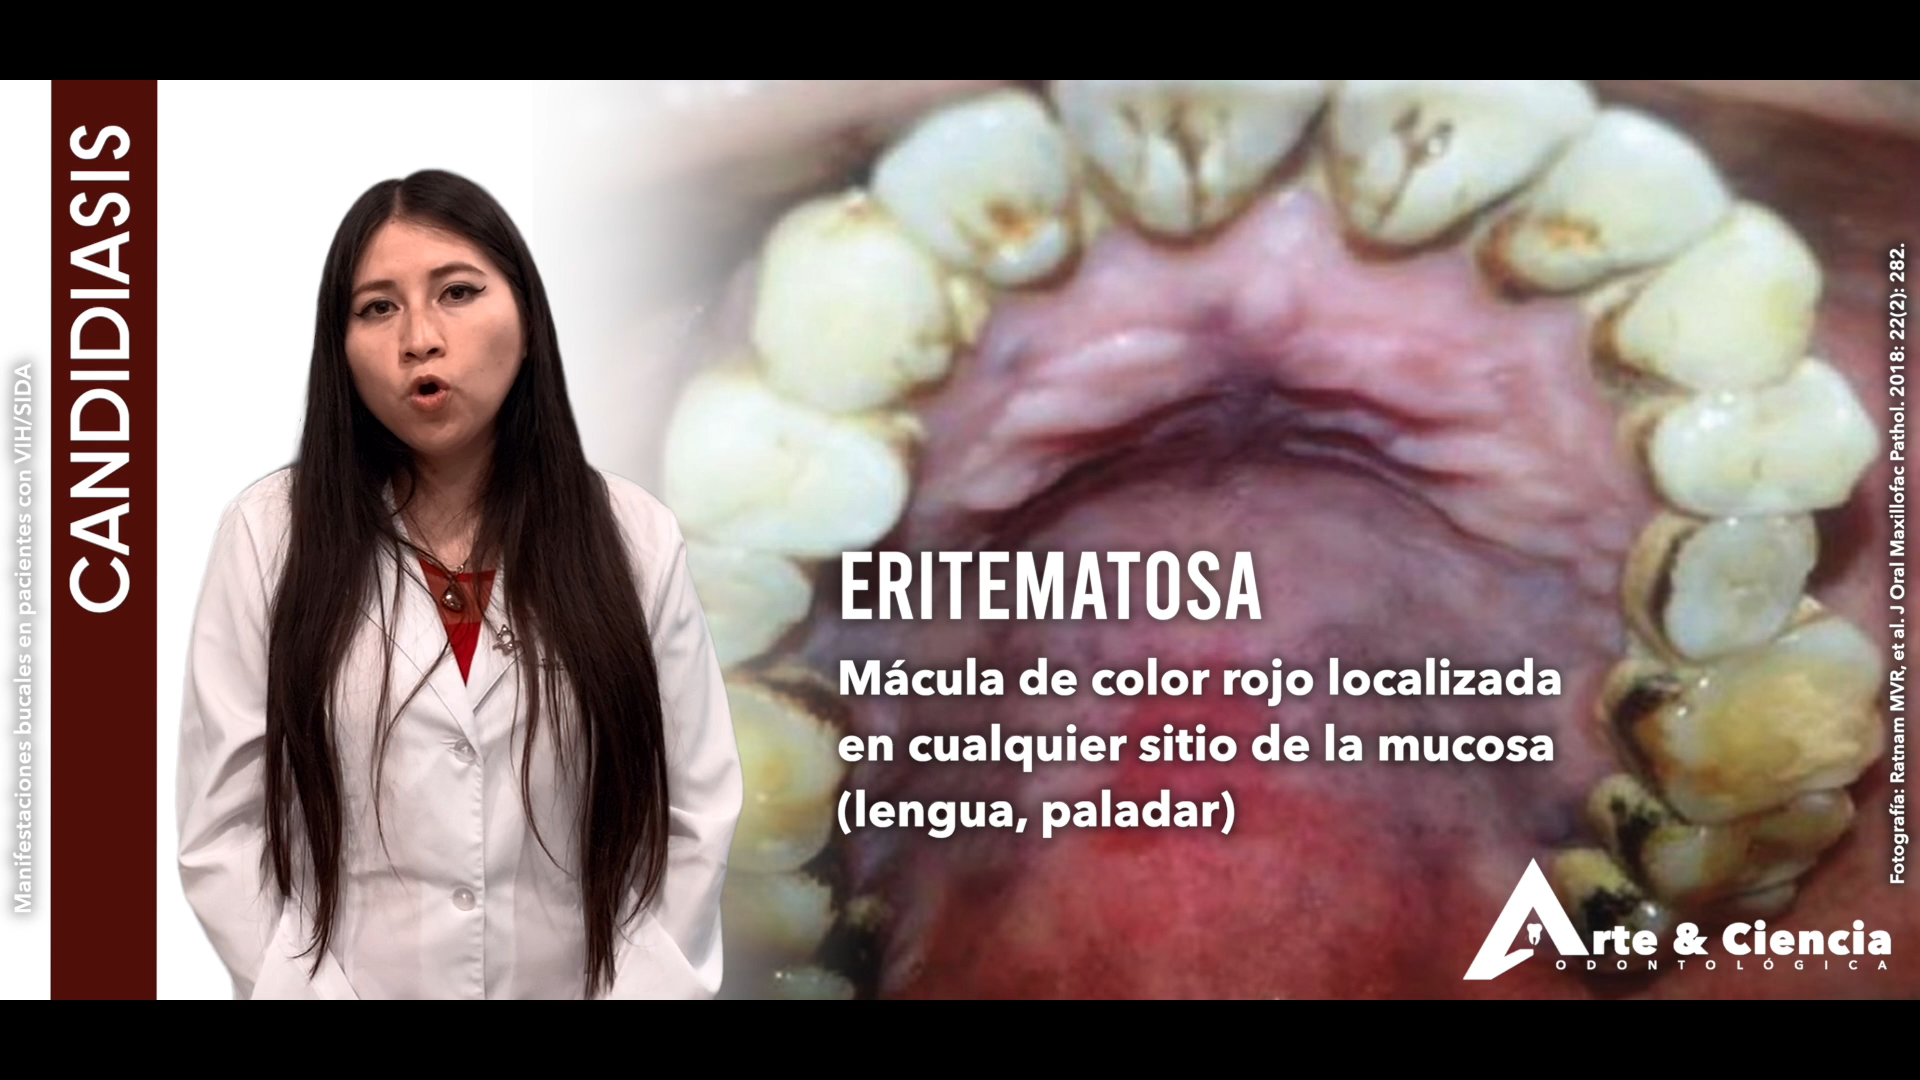 Manifestaciones bucales en pacientes con VIH/SIDA
CANDIDIASIS
ERITEMATOSA
Mácula de color rojo localizada
en cualquier sitio de la mucosa
(lengua, paladar)
Fotografía: Ratnam MVR, et al. J Oral Maxillofac Pathol. 2018: 22(2): 282.
Arte & Ciencia
ODONTOLÓGICA